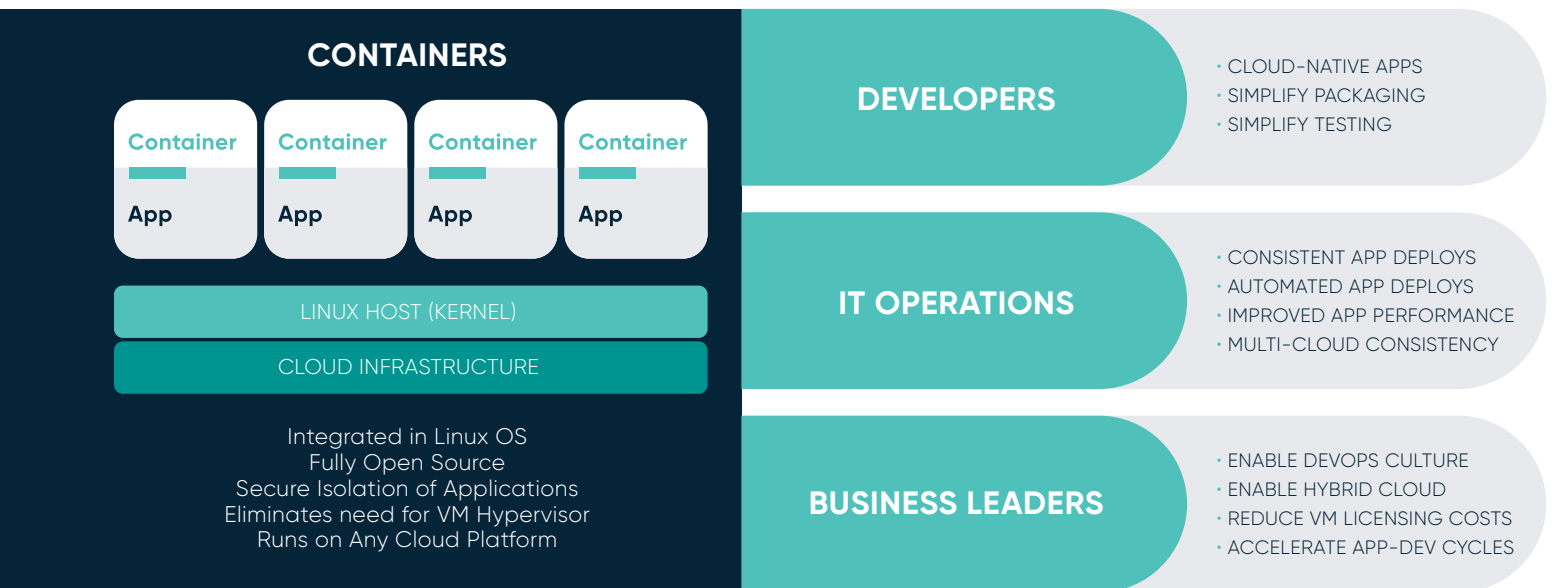 CONTAINERS
Container Container Container Container
App App App App
LINUX HOST (KERNEL)
CLOUD INFRASTRUCTURE
Integrated in Linux OS
Fully Open Source
Secure Isolation of Applications
Eliminates need for VM Hypervisor
Runs on Any Cloud Platform
DEVELOPERS
• CLOUD-NATIVE APPS
• SIMPLIFY PACKAGING
• SIMPLIFY TESTING
IT OPERATIONS
• CONSISTENT APP DEPLOYS
• AUTOMATED APP DEPLOYS
• IMPROVED APP PERFORMANCE
• MULTI-CLOUD CONSISTENCY
BUSINESS LEADERS
• ENABLE DEVOPS CULTURE
• ENABLE HYBRID CLOUD
• REDUCE VM LICENSING COSTS
• ACCELERATE APP-DEV CYCLES